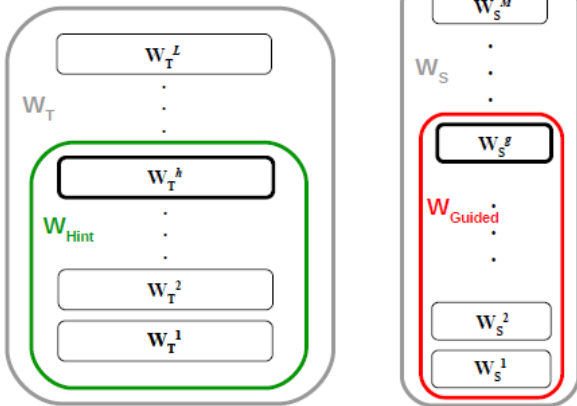 W_T^L
W_T
W_T^h
W_Hint
W_T^2
W_T^1
W_S^M
W_S
W_S^g
W_Guided
W_S^2
W_S^1